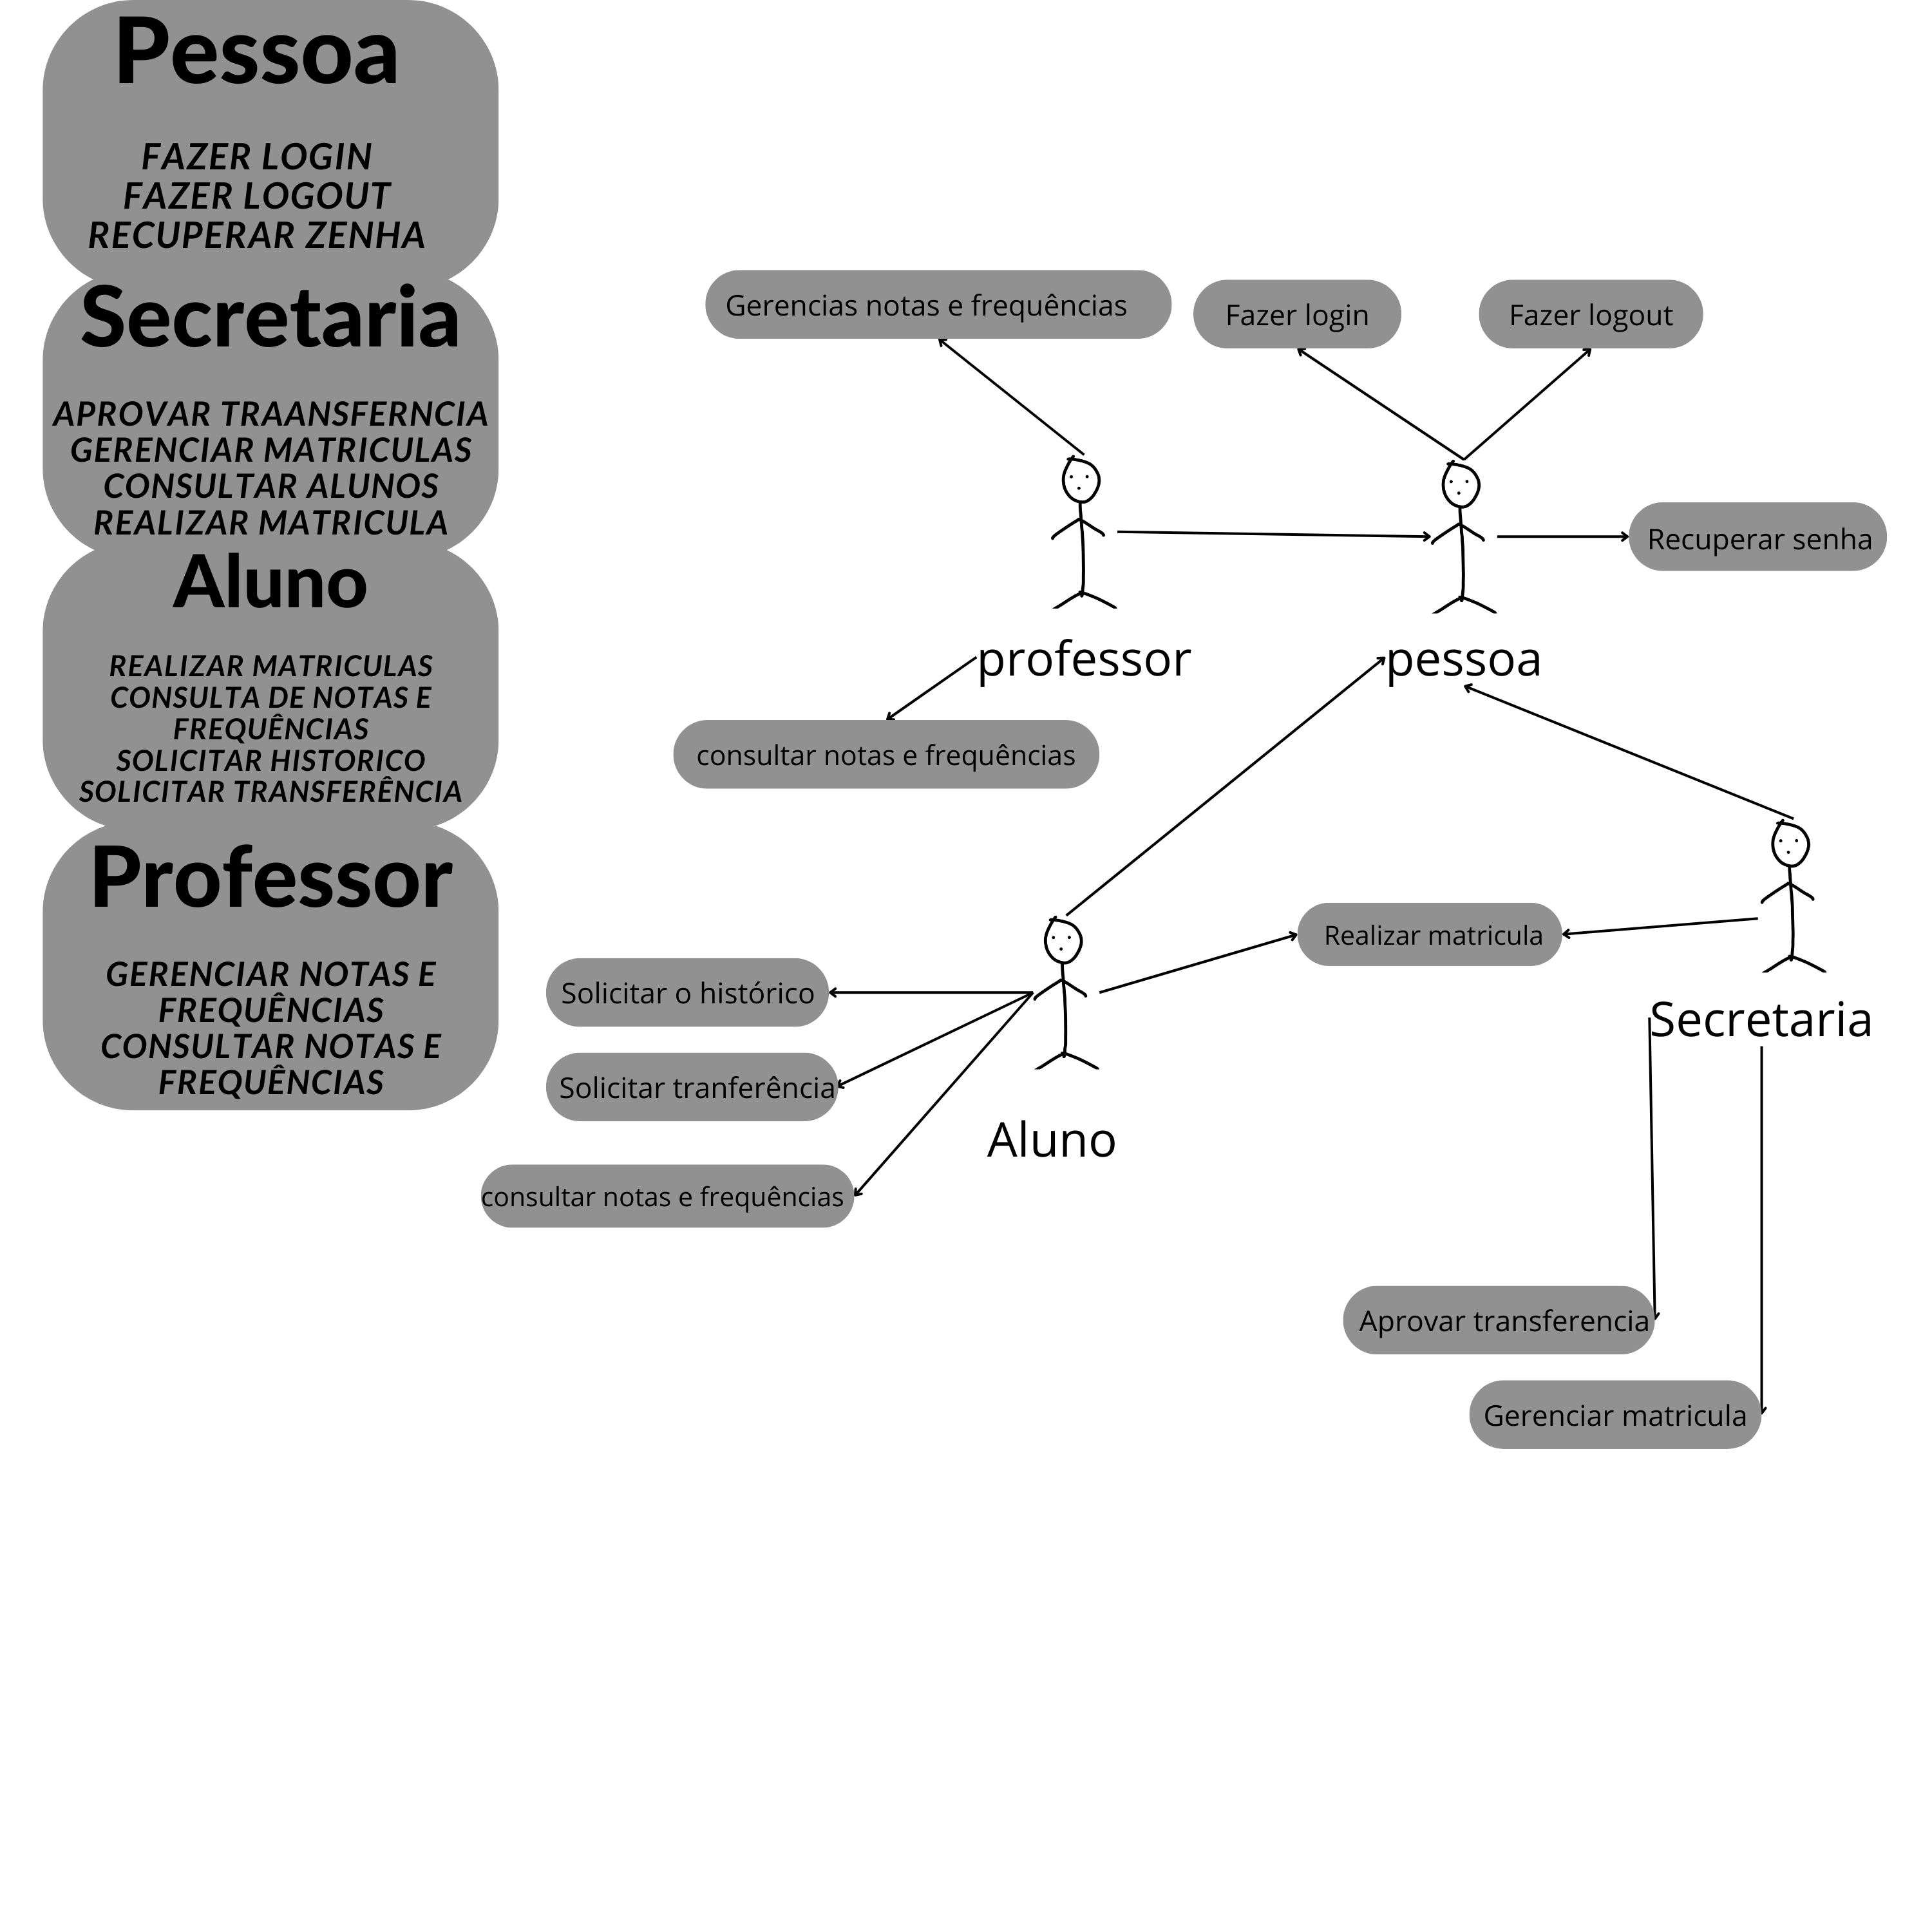 Pessoa
FAZER LOGIN
FAZER LOGOUT
RECUPERAR ZENHA
Secretaria
APROVAR TRAANSFERNCIA
GERENCIAR MATRICULAS
CONSULTAR ALUNOS
REALIZAR MATRICULA
Aluno
REALIZAR MATRICULAS
CONSULTA DE NOTAS E
FREQUÊNCIAS
SOLICITAR HISTORICO
SOLICITAR TRANSFERÊNCIA
Professor
GERENCIAR NOTAS E
FREQUÊNCIAS
CONSULTAR NOTAS E
FREQUÊNCIAS
Gerencias notas e frequências
Fazer login
Fazer logout
Recuperar senha
professor
pessoa
consultar notas e frequências
Realizar matricula
Solicitar o histórico
Secretaria
Solicitar tranferência
Aluno
consultar notas e frequências
Aprovar transferencia
Gerenciar matricula